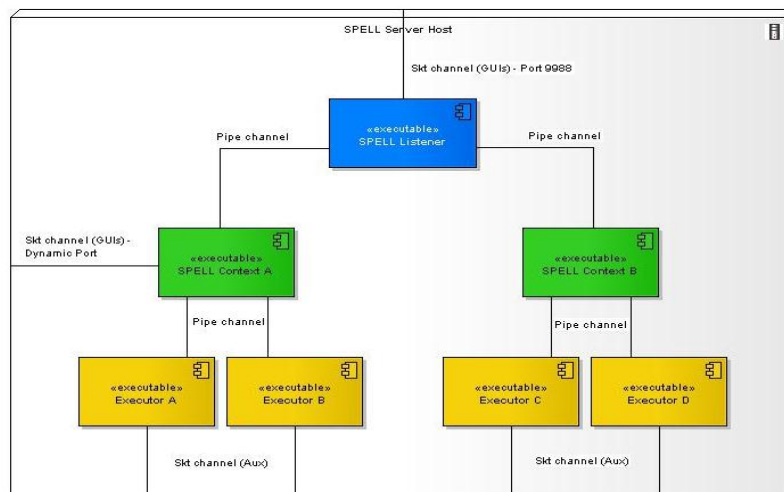 SPELL Server Host
Skt channel (GUIs) - Port 9988
«executable»
SPELL Listener
Pipe channel
Pipe channel
Skt channel (GUIs) -
Dynamic Port
«executable»
SPELL Context A
«executable»
SPELL Context B
Pipe channel
Pipe channel
«executable»
Executor A
«executable»
Executor B
«executable»
Executor C
«executable»
Executor D
Skt channel (Aux)
Skt channel (Aux)